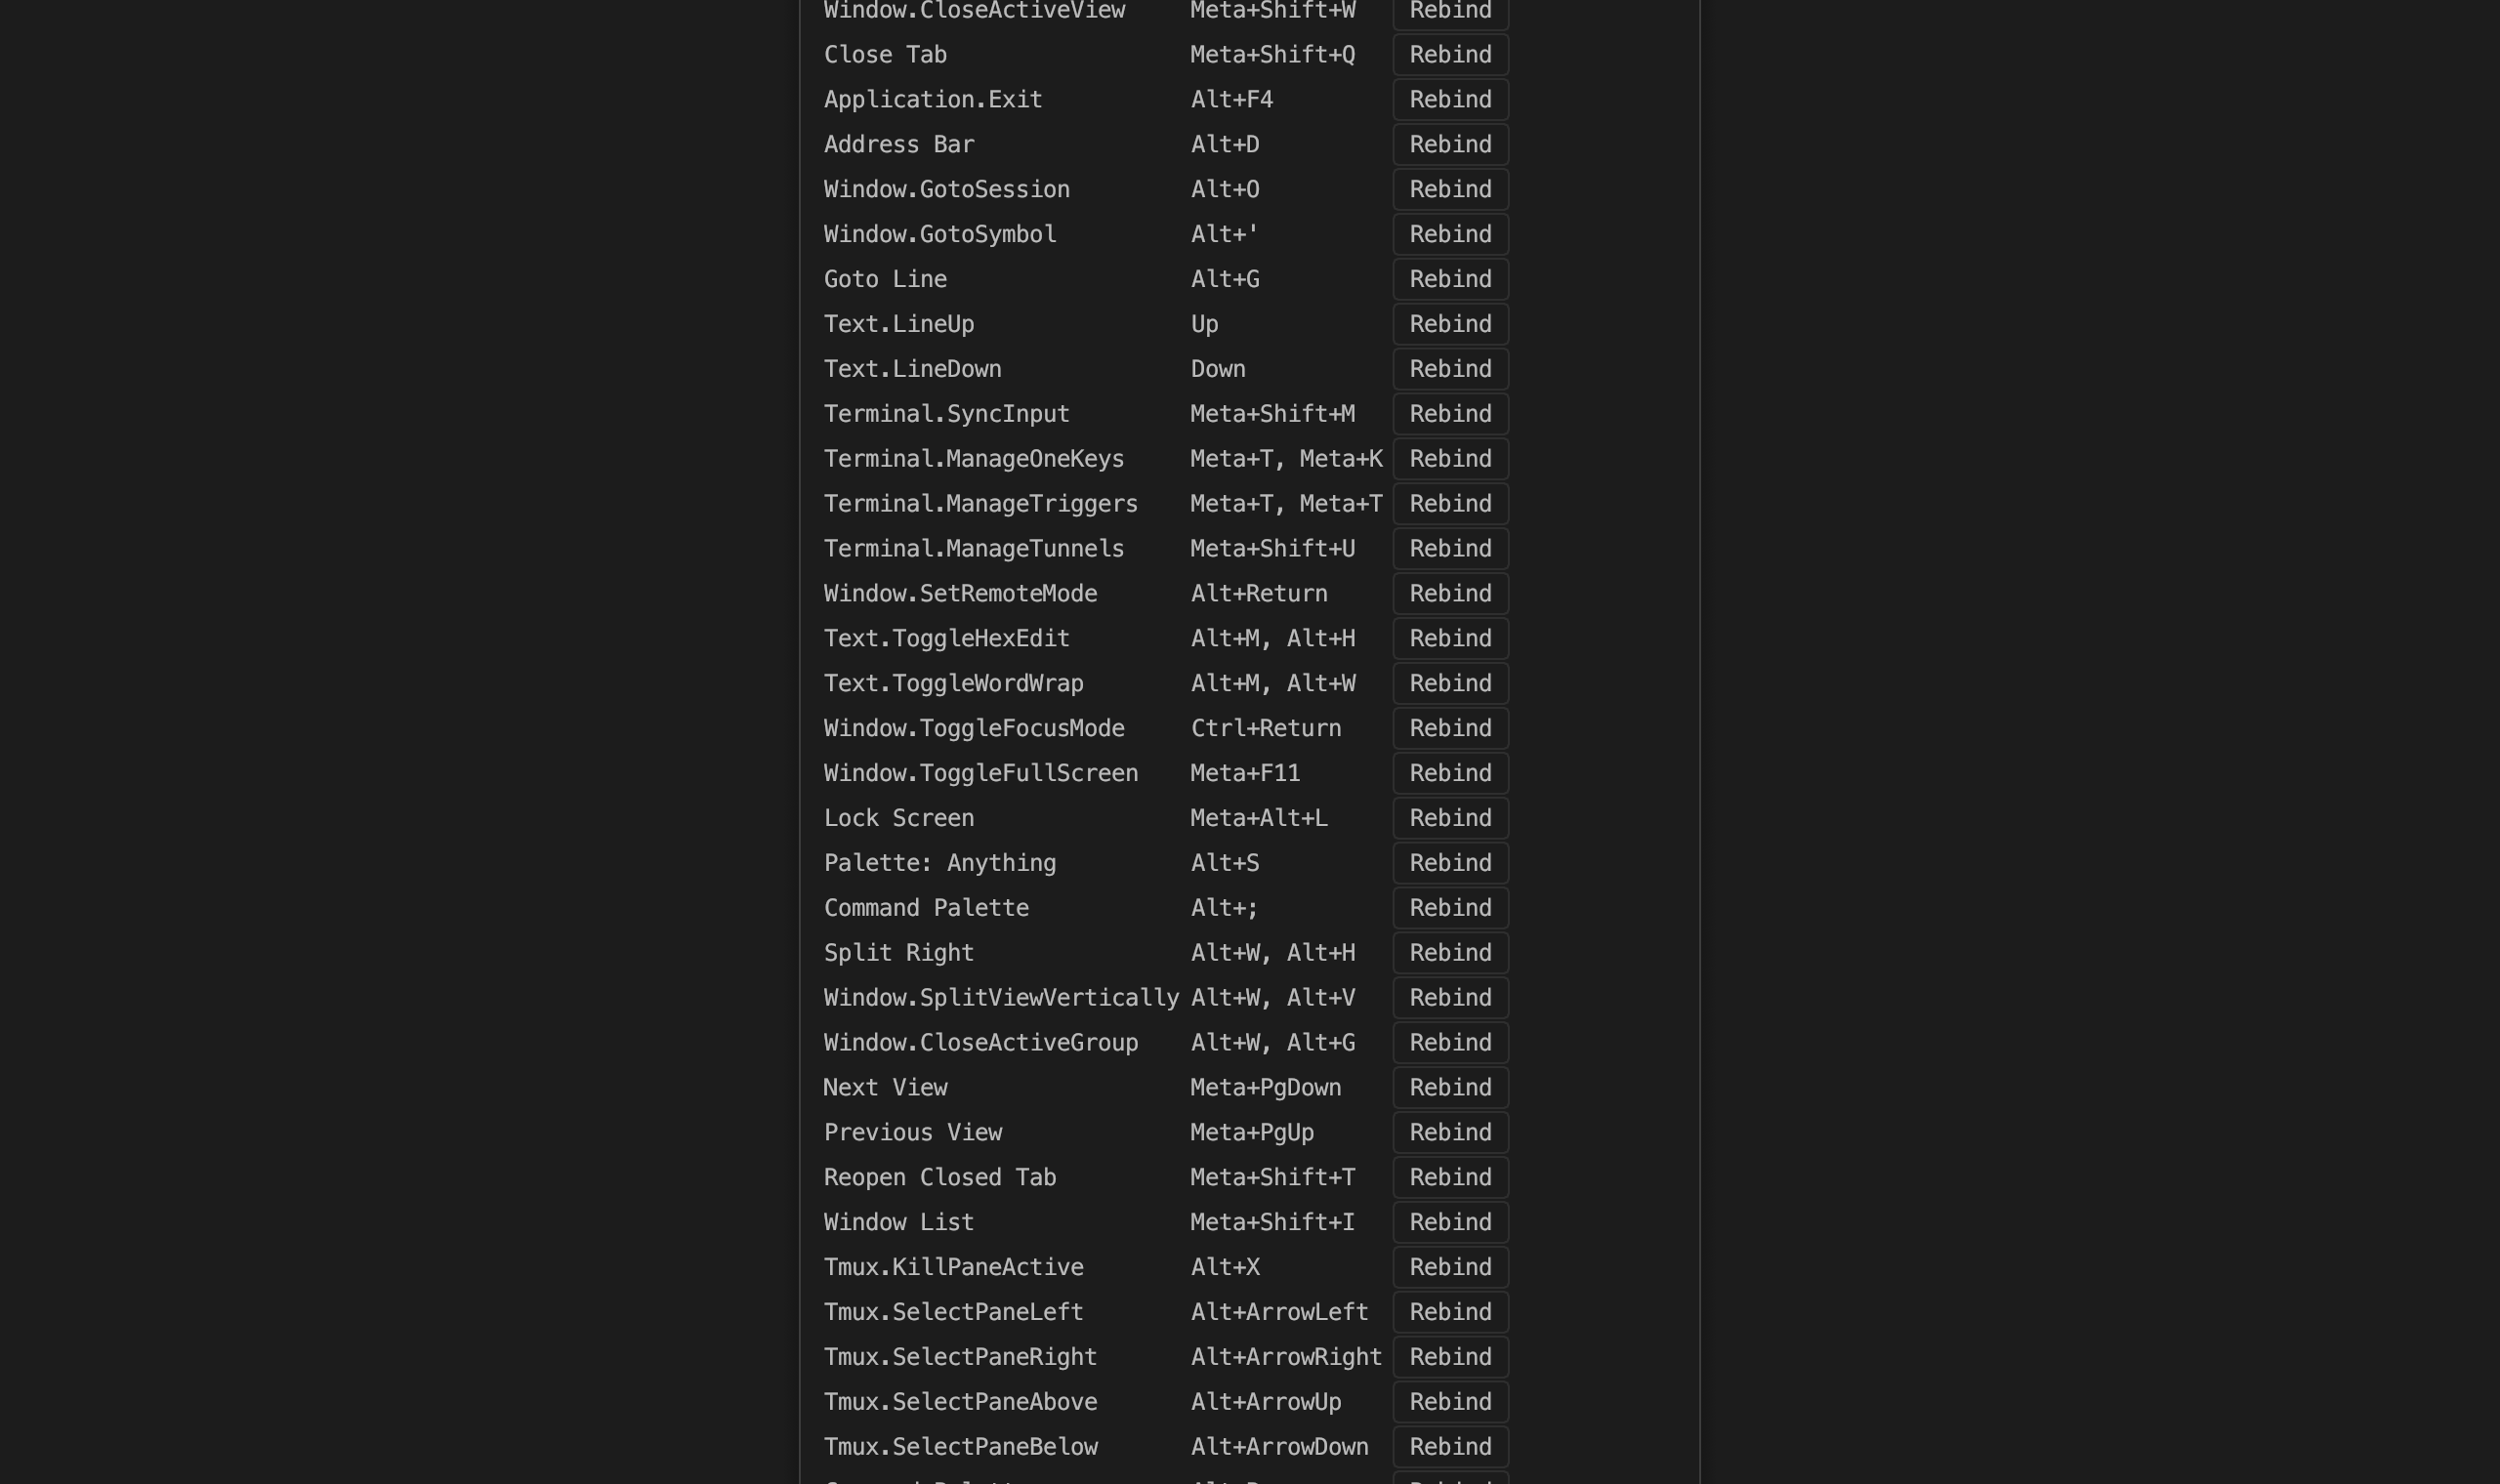 Window.CloseActiveView Meta+Shift+W Rebind
Close Tab Meta+Shift+Q Rebind
Application.Exit Alt+F4 Rebind
Address Bar Alt+D Rebind
Window.GotoSession Alt+O Rebind
Window.GotoSymbol Alt+' Rebind
Goto Line Alt+G Rebind
Text.LineUp Up Rebind
Text.LineDown Down Rebind
Terminal.SyncInput Meta+Shift+M Rebind
Terminal.ManageOneKeys Meta+T, Meta+K Rebind
Terminal.ManageTriggers Meta+T, Meta+T Rebind
Terminal.ManageTunnels Meta+Shift+U Rebind
Window.SetRemoteMode Alt+Return Rebind
Text.ToggleHexEdit Alt+M, Alt+H Rebind
Text.ToggleWordWrap Alt+M, Alt+W Rebind
Window.ToggleFocusMode Ctrl+Return Rebind
Window.ToggleFullScreen Meta+F11 Rebind
Lock Screen Meta+Alt+L Rebind
Palette: Anything Alt+S Rebind
Command Palette Alt+; Rebind
Split Right Alt+W, Alt+H Rebind
Window.SplitViewVertically Alt+W, Alt+V Rebind
Window.CloseActiveGroup Alt+W, Alt+G Rebind
Next View Meta+PgDown Rebind
Previous View Meta+PgUp Rebind
Reopen Closed Tab Meta+Shift+T Rebind
Window List Meta+Shift+I Rebind
Tmux.KillPaneActive Alt+X Rebind
Tmux.SelectPaneLeft Alt+ArrowLeft Rebind
Tmux.SelectPaneRight Alt+ArrowRight Rebind
Tmux.SelectPaneAbove Alt+ArrowUp Rebind
Tmux.SelectPaneBelow Alt+ArrowDown Rebind